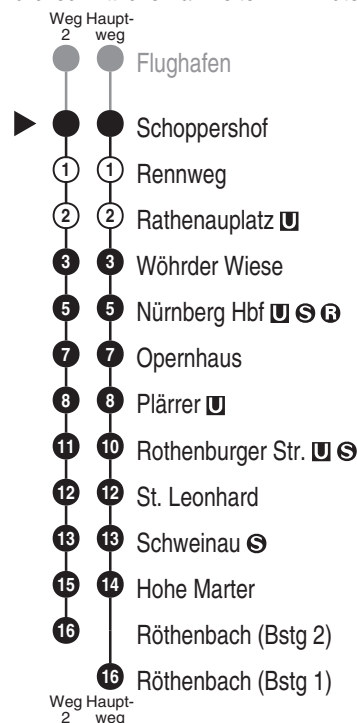 Weg Haupt-
2 weg
Flughafen
Schoppershof
1 1 Rennweg
2 2 Rathenauplatz U
3 3 Wöhrder Wiese
5 5 Nürnberg Hbf U S R
7 7 Opernhaus
8 8 Plärrer U
11 10 Rothenburger Str. U S
12 12 St. Leonhard
13 13 Schweinau S
15 14 Hohe Marter
16 Röthenbach (Bstg 2)
16 Röthenbach (Bstg 1)
Weg Haupt-
2 weg